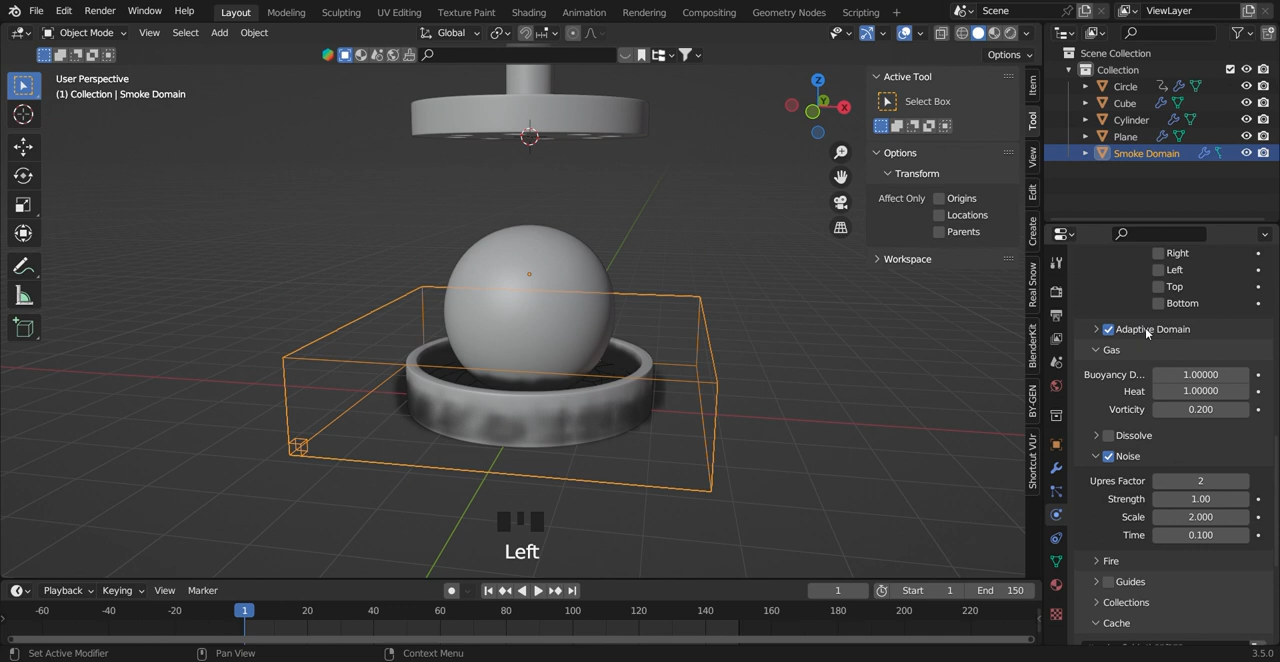 File Edit Render Window Help Layout Modeling Sculpting UV Editing Texture Paint Shading Animation Rendering Compositing Geometry Nodes Scripting + Scene ViewLayer
Object Mode View Select Add Object Global
Options
User Perspective
(1) Collection | Smoke Domain
Z
Y
X
Active Tool
Select Box
Options
Transform
Affect Only Origins
Locations
Parents
Workspace
Item
Tool
View
Edit
Create
Real Snow
BlenderKit
BY-GEN
Shortcut VUr
Scene Collection
Collection
Circle
Cube
Cylinder
Plane
Smoke Domain
Right
Left
Top
Bottom
Adaptive Domain
Gas
Buoyancy D... 1.00000
Heat 1.00000
Vorticity 0.200
Dissolve
Noise
Upres Factor 2
Strength 1.00
Scale 2.000
Time 0.100
Fire
Guides
Collections
Cache
Left
Playback Keying View Marker 1 Start 1 End 150
-60 -40 -20 1 20 40 60 80 100 120 140 160 180 200 220
Set Active Modifier Pan View Context Menu 3.5.0